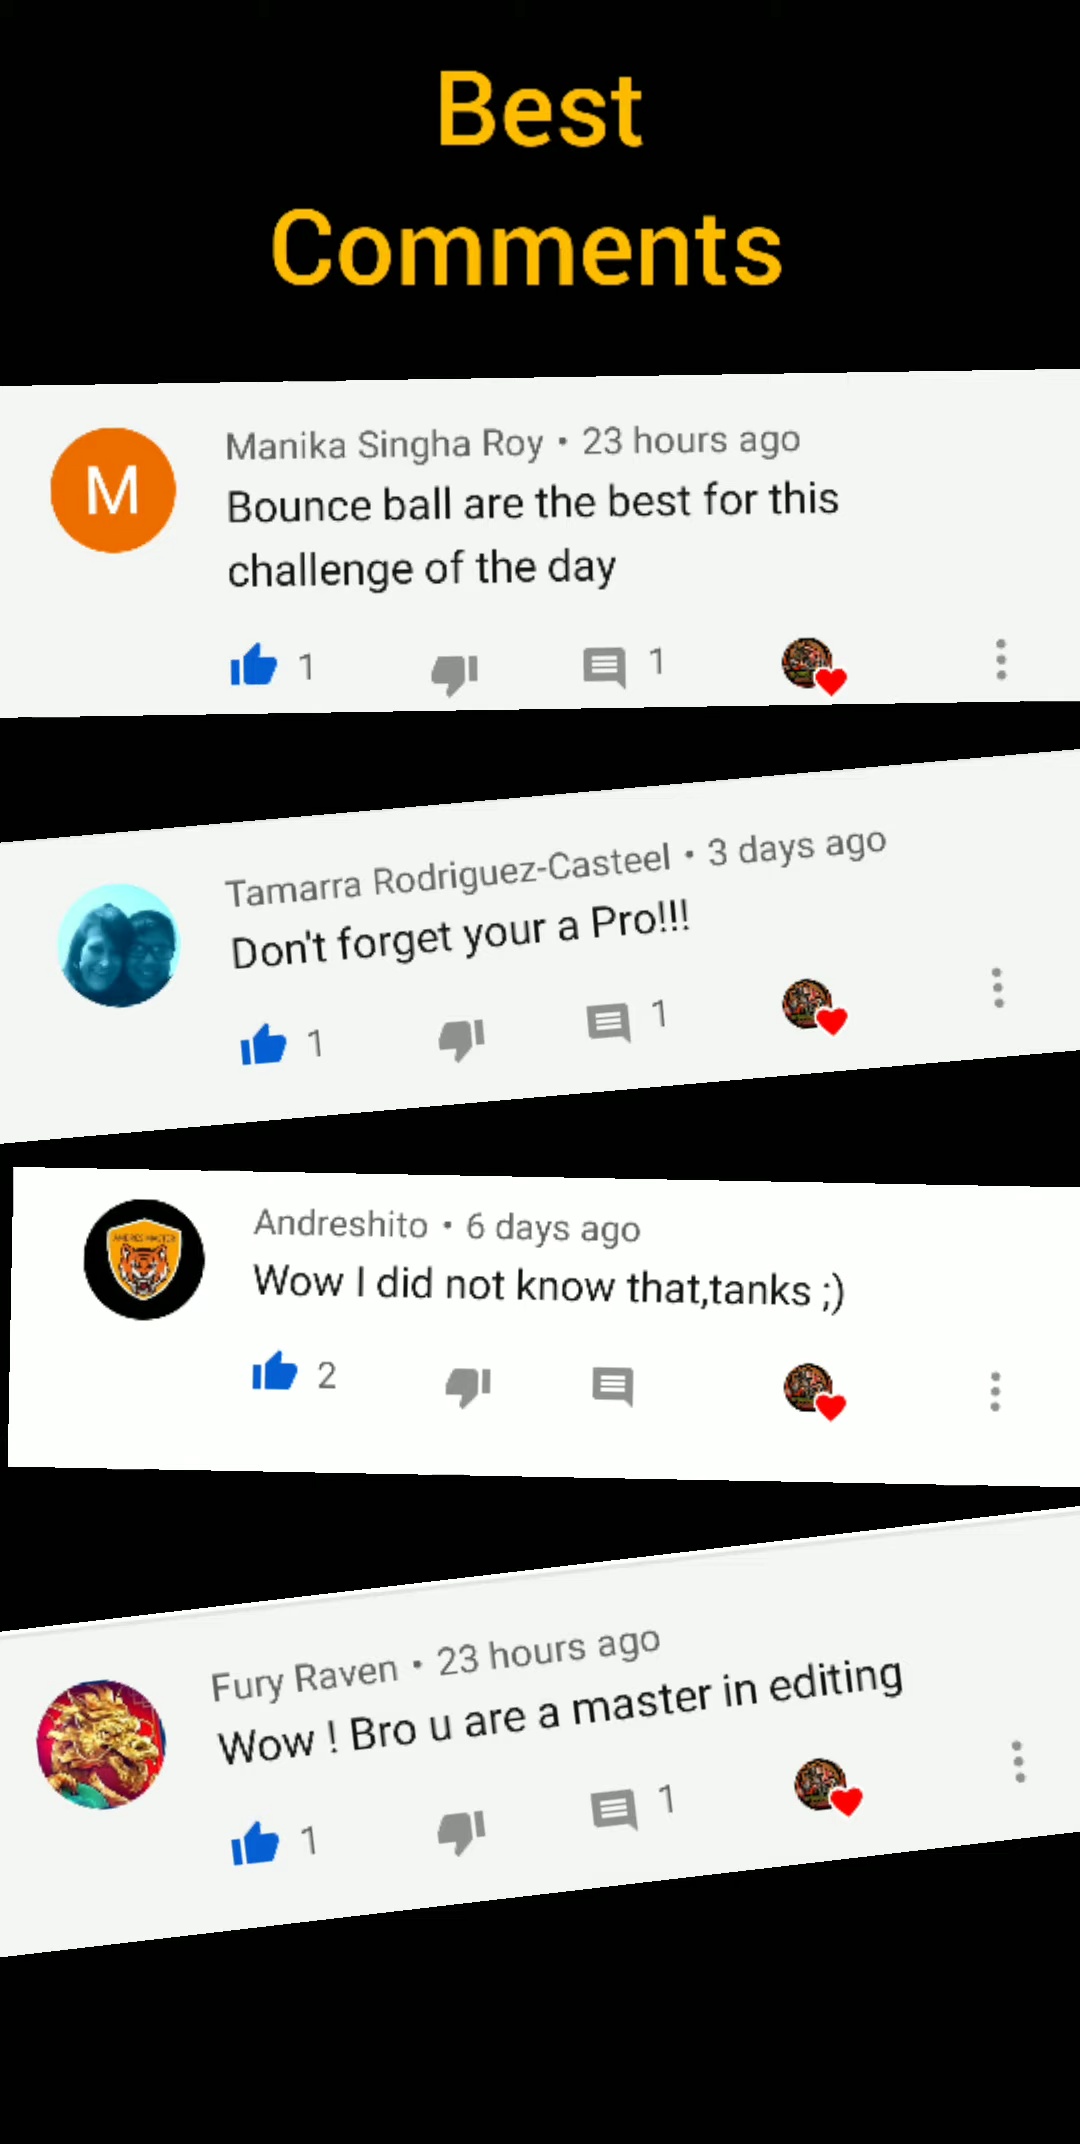 Best
Comments
M
Manika Singha Roy • 23 hours ago
Bounce ball are the best for this
challenge of the day
1
1
Tamarra Rodriguez-Casteel • 3 days ago
Don't forget your a Pro!!!
1
1
Andreshito • 6 days ago
Wow I did not know that,tanks ;)
2
Fury Raven • 23 hours ago
Wow ! Bro u are a master in editing
1
1